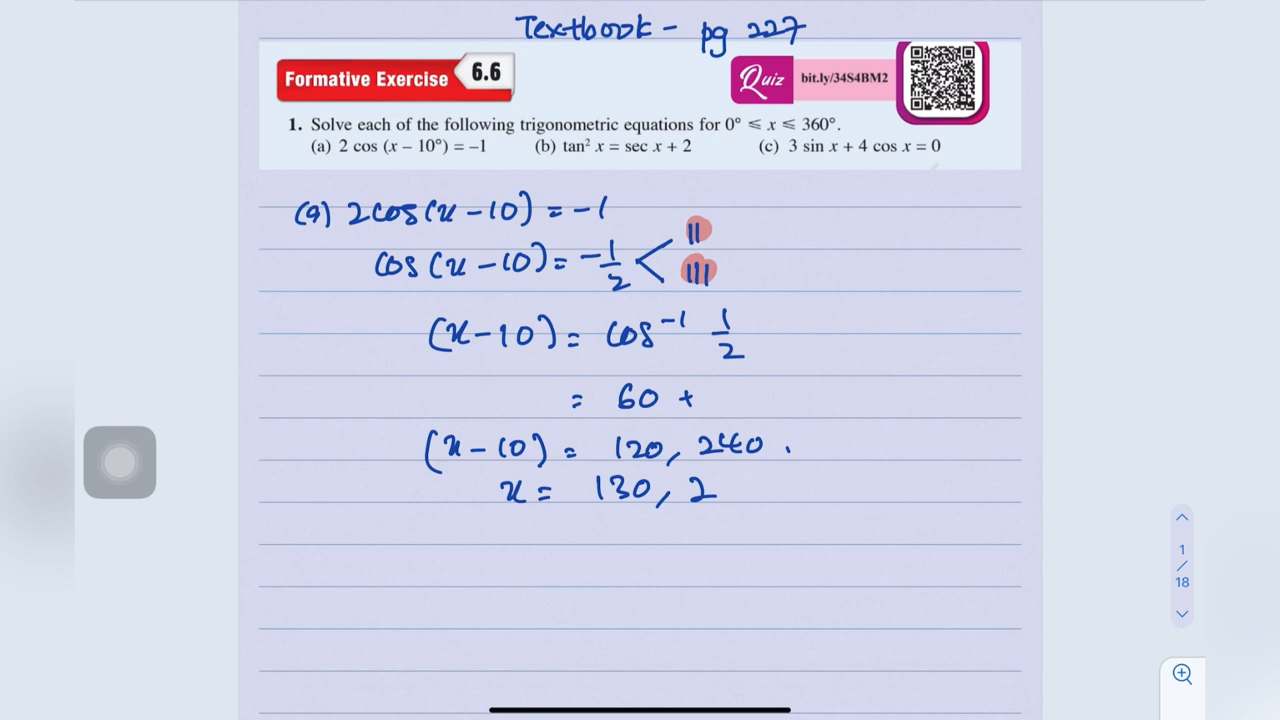 Textbook - pg 227
Formative Exercise 6.6
Quiz bit.ly/34S4BM2
1. Solve each of the following trigonometric equations for 0° ⩽ x ⩽ 360°.
(a) 2 cos (x – 10°) = –1 (b) tan² x = sec x + 2 (c) 3 sin x + 4 cos x = 0
(a) 2cos(x-10) = -1
cos(x-10) = -1/2 < II III
(x-10) = cos⁻¹ 1/2
= 60 +
(x-10) = 120, 240.
x = 130, 2
1
/
18